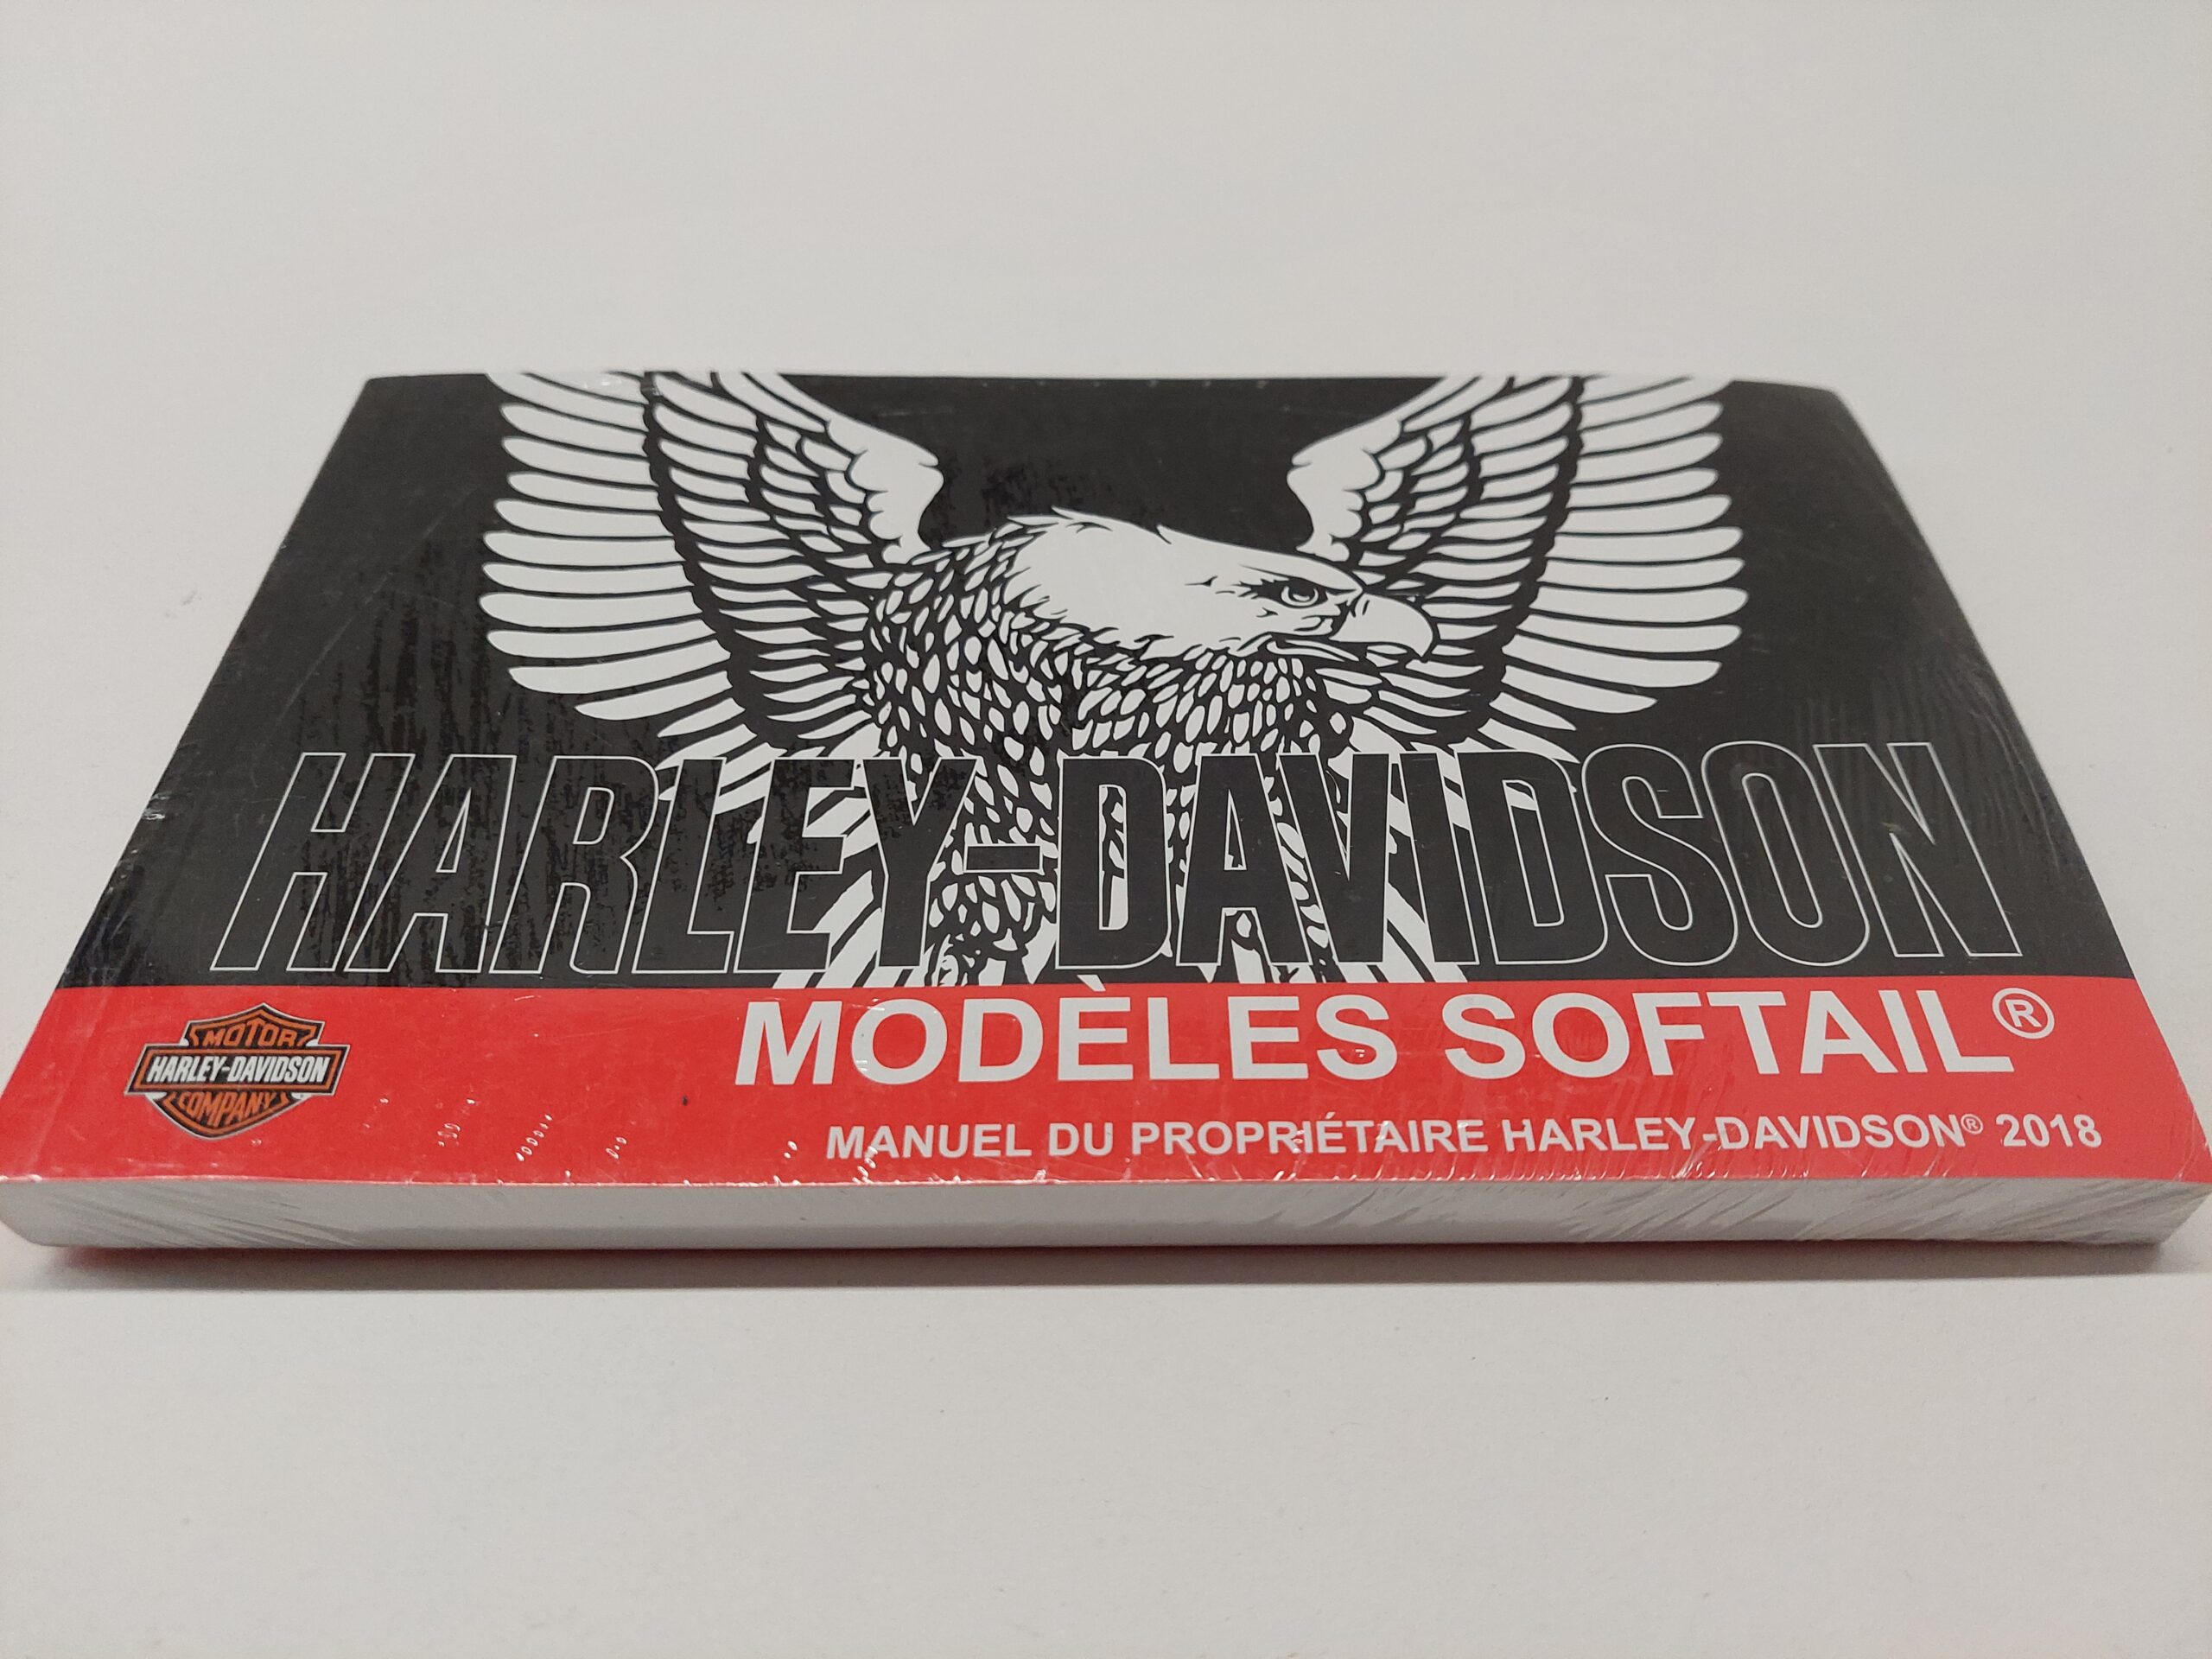 HARLEY-DAVIDSON
MODÈLES SOFTAIL®
MOTOR
HARLEY-DAVIDSON
COMPANY
MANUEL DU PROPRIÉTAIRE HARLEY-DAVIDSON® 2018